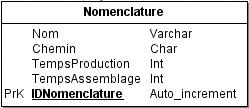 Nomenclature
Nom Varchar
Chemin Char
TempsProduction Int
TempsAssemblage Int
PrK IDNomenclature Auto_increment